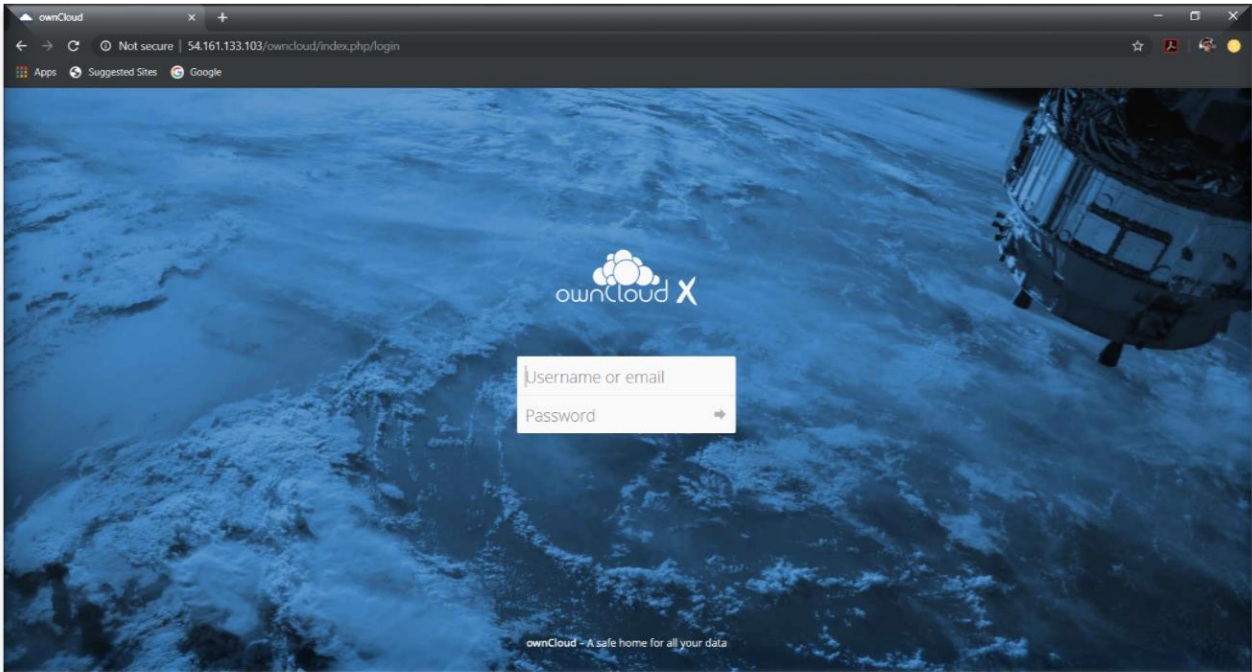 ownCloud
Not secure | 54.161.133.103/owncloud/index.php/login
Apps Suggested Sites Google
ownCloud X
Username or email
Password
ownCloud – A safe home for all your data